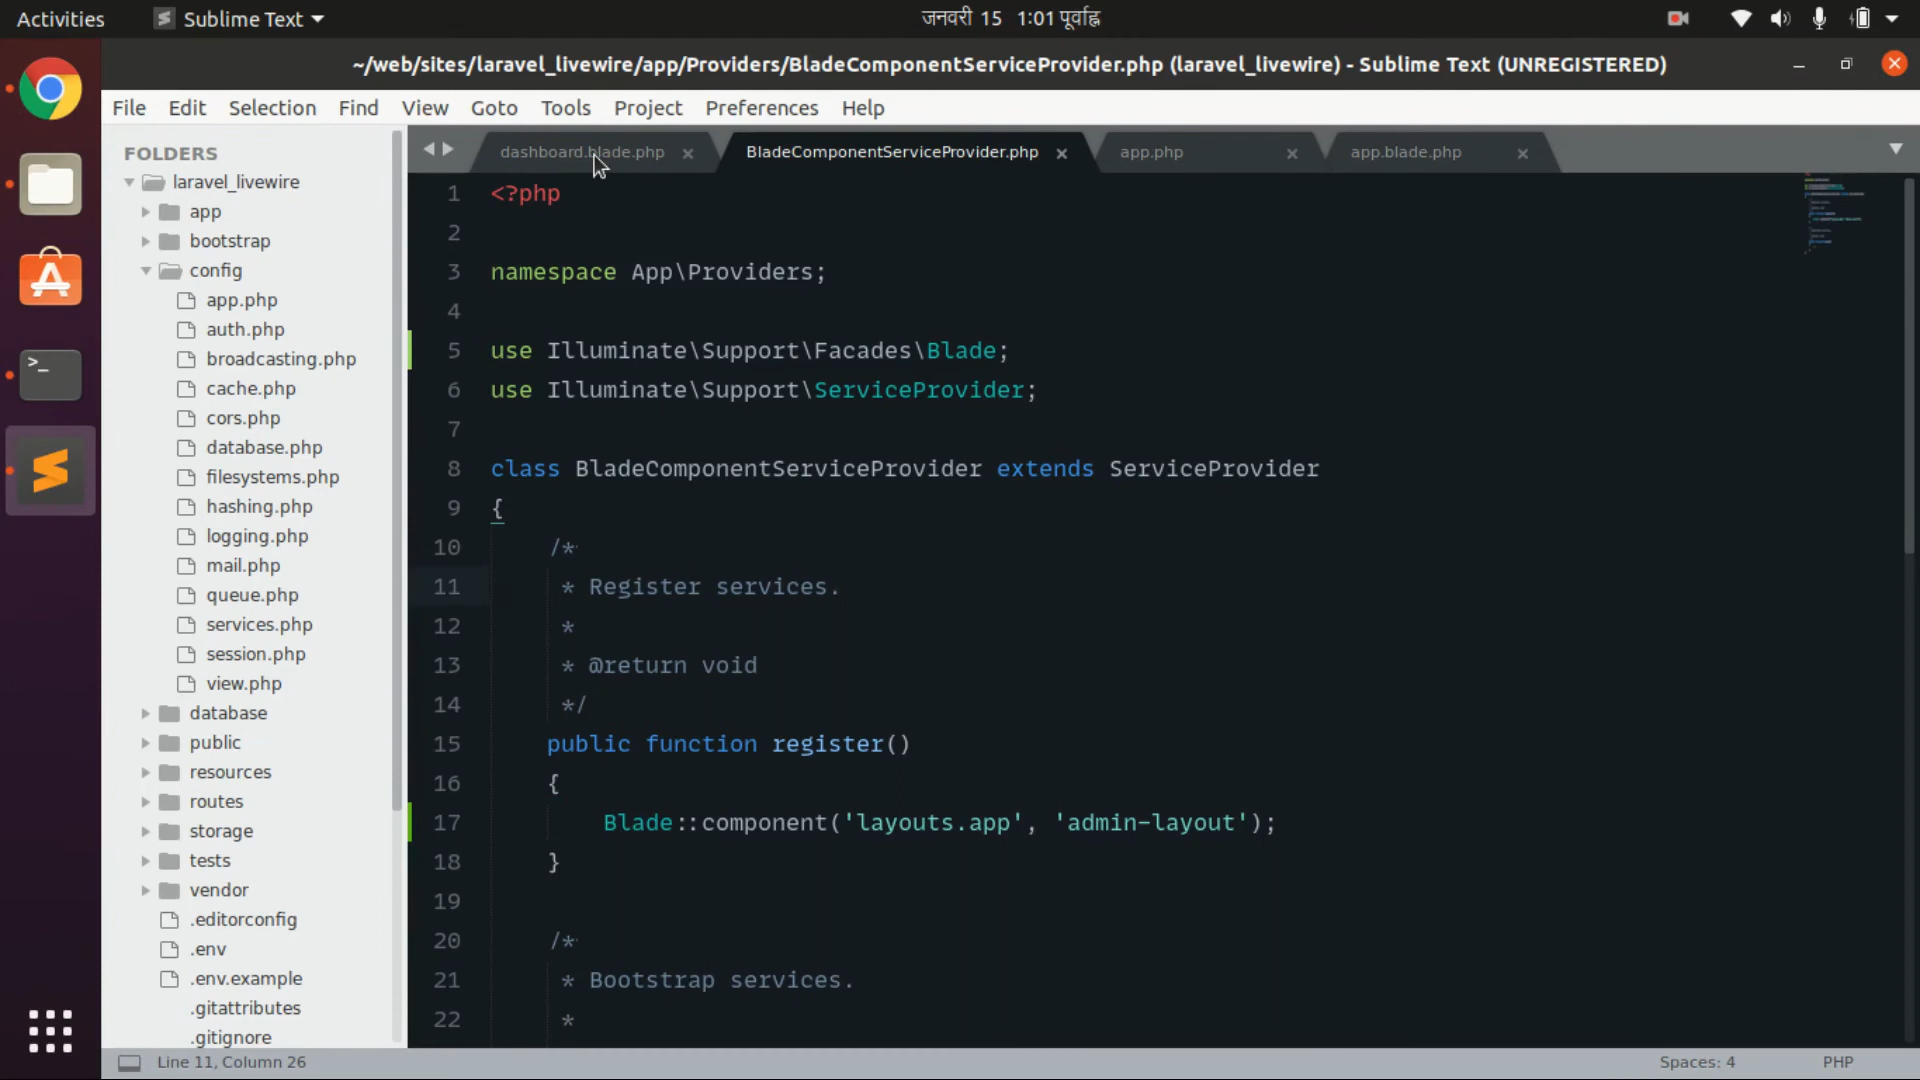 Activities
Sublime Text
जनवरी 15 1:01 पूर्वाह्न
~/web/sites/laravel_livewire/app/Providers/BladeComponentServiceProvider.php (laravel_livewire) - Sublime Text (UNREGISTERED)
File Edit Selection Find View Goto Tools Project Preferences Help
FOLDERS
laravel_livewire
app
bootstrap
config
app.php
auth.php
broadcasting.php
cache.php
cors.php
database.php
filesystems.php
hashing.php
logging.php
mail.php
queue.php
services.php
session.php
view.php
database
public
resources
routes
storage
tests
vendor
.editorconfig
.env
.env.example
.gitattributes
.gitignore
dashboard.blade.php
BladeComponentServiceProvider.php
app.php
app.blade.php
1 <?php
2
3 namespace App\Providers;
4
5 use Illuminate\Support\Facades\Blade;
6 use Illuminate\Support\ServiceProvider;
7
8 class BladeComponentServiceProvider extends ServiceProvider
9 {
10 /**
11 * Register services.
12 *
13 * @return void
14 */
15 public function register()
16 {
17 Blade::component('layouts.app', 'admin-layout');
18 }
19
20 /**
21 * Bootstrap services.
22 *
Line 11, Column 26
Spaces: 4
PHP